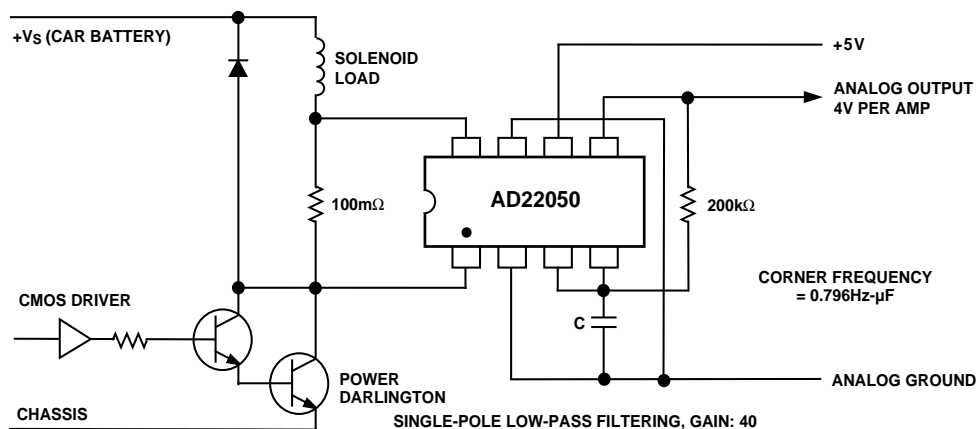 +VS (CAR BATTERY)
SOLENOID
LOAD
+5V
ANALOG OUTPUT
4V PER AMP
AD22050
100mΩ
200kΩ
CORNER FREQUENCY
= 0.796Hz-µF
CMOS DRIVER
C
POWER
DARLINGTON
ANALOG GROUND
CHASSIS
SINGLE-POLE LOW-PASS FILTERING, GAIN: 40